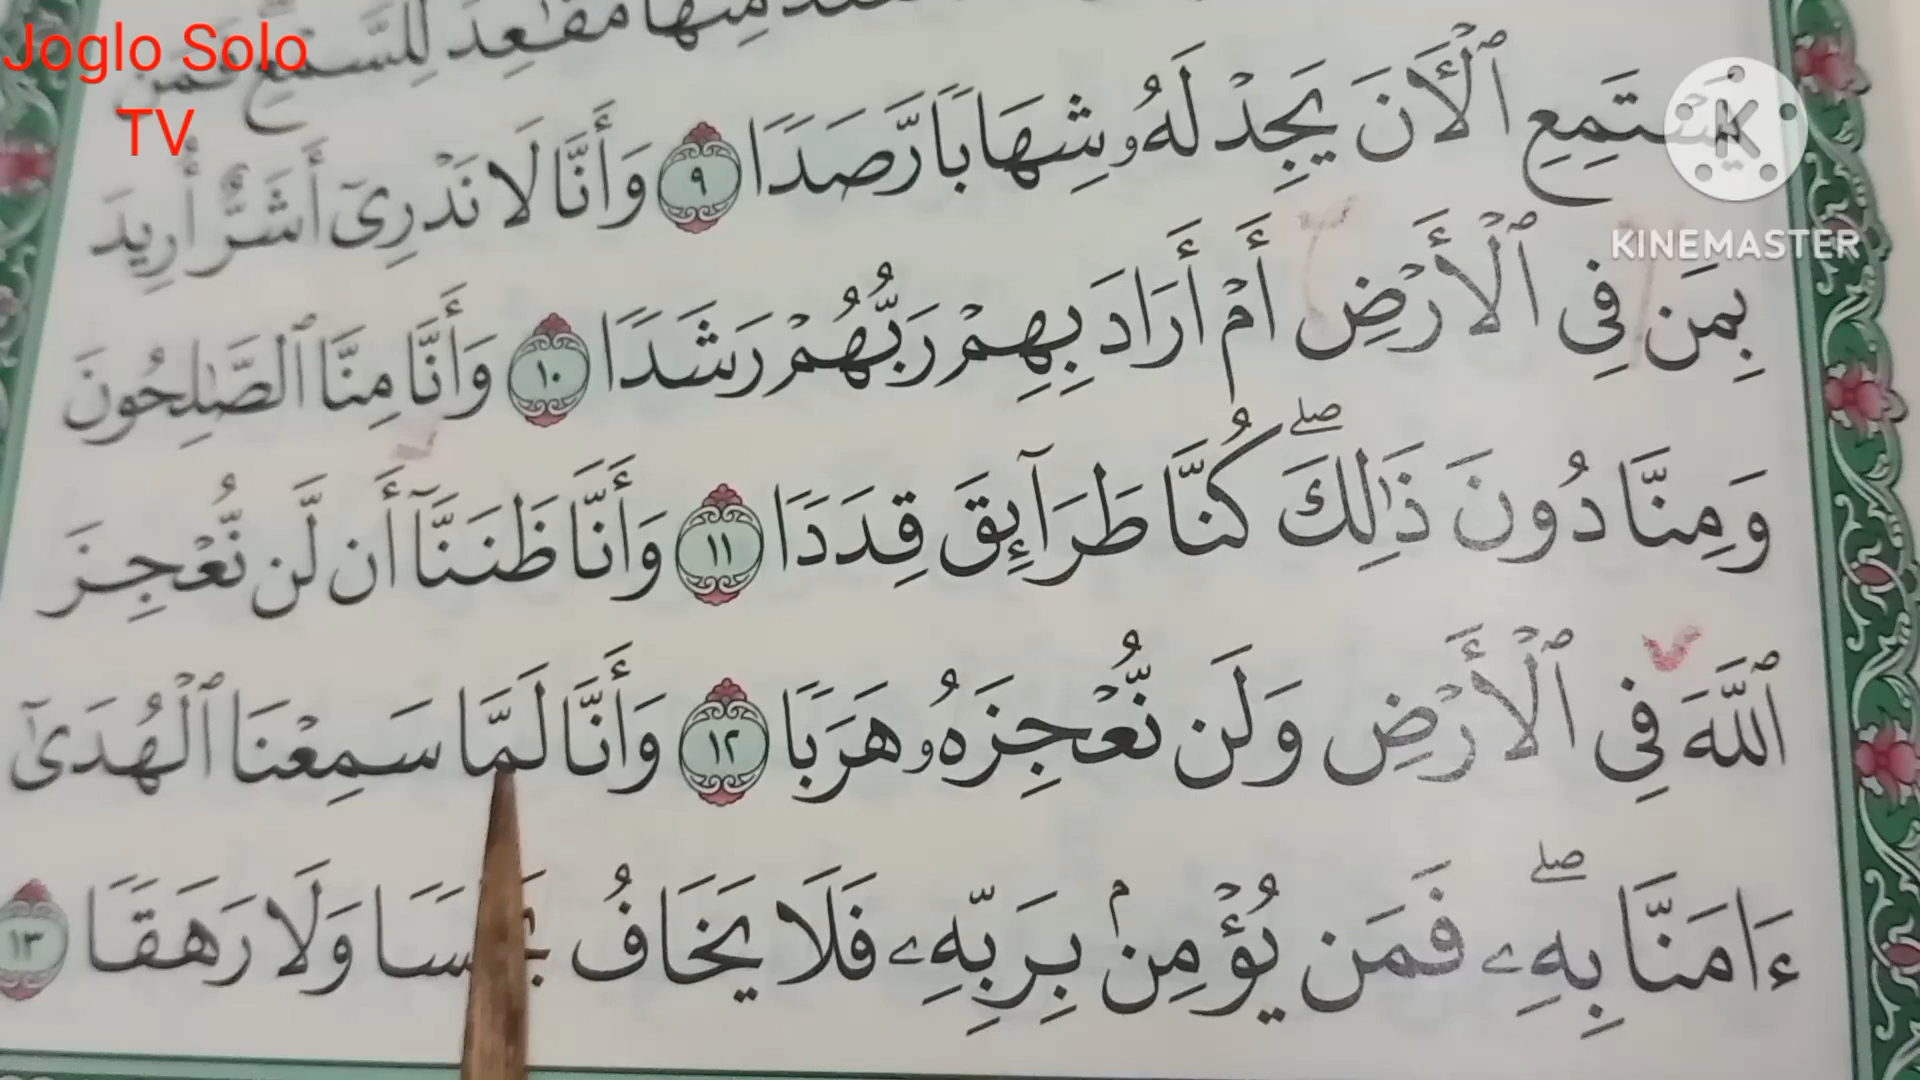 Joglo Solo
TV
KINEMASTER
مِنْهَا مَقَٰعِدَ لِلسَّمْعِ فَمَن
يَسْتَمِعِ ٱلْأٓنَ يَجِدْ لَهُۥ شِهَابًا رَّصَدًا ٩ وَأَنَّا لَا نَدْرِىٓ أَشَرٌّ أُرِيدَ
بِمَن فِى ٱلْأَرْضِ أَمْ أَرَادَ بِهِمْ رَبُّهُمْ رَشَدًا ١٠ وَأَنَّا مِنَّا ٱلصَّٰلِحُونَ
وَمِنَّا دُونَ ذَٰلِكَ ۖ كُنَّا طَرَآئِقَ قِدَدًا ١١ وَأَنَّا ظَنَنَّآ أَن لَّن نُّعْجِزَ
ٱللَّهَ فِى ٱلْأَرْضِ وَلَن نُّعْجِزَهُۥ هَرَبًا ١٢ وَأَنَّا لَمَّا سَمِعْنَا ٱلْهُدَىٰٓ
ءَامَنَّا بِهِۦ ۖ فَمَن يُؤْمِنۢ بِرَبِّهِۦ فَلَا يَخَافُ وَلَا رَهَقًا ١٣